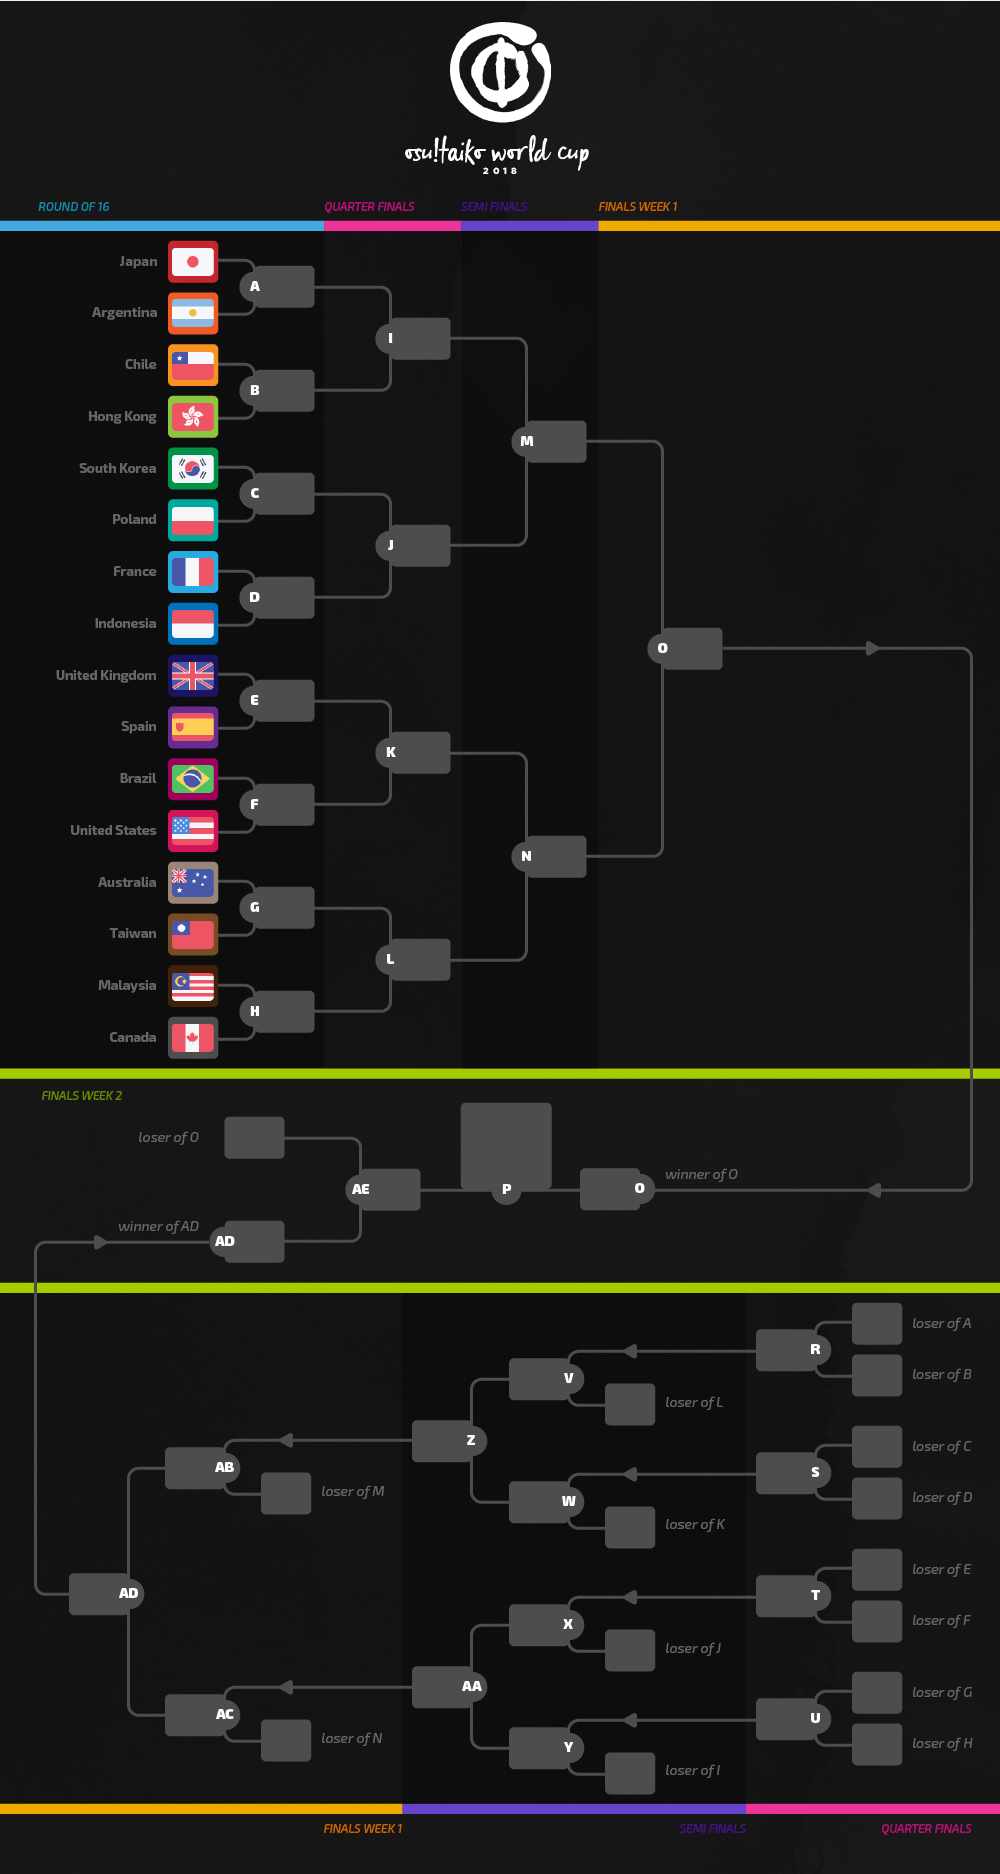 osu!taiko world cup
2018
ROUND OF 16 QUARTER FINALS SEMI FINALS FINALS WEEK 1
Japan
A
Argentina
I
Chile
B
Hong Kong
M
South Korea
C
Poland
J
France
D
Indonesia
O
United Kingdom
E
Spain
K
Brazil
F
United States
N
Australia
G
Taiwan
L
Malaysia
H
Canada
FINALS WEEK 2
loser of O
AE P O winner of O
winner of AD
AD
loser of A
R
V loser of B
loser of L
Z loser of C
AB S
loser of M W loser of D
loser of K
loser of E
AD T
X loser of F
loser of J
AA loser of G
AC U
loser of N Y loser of H
loser of I
FINALS WEEK 1 SEMI FINALS QUARTER FINALS